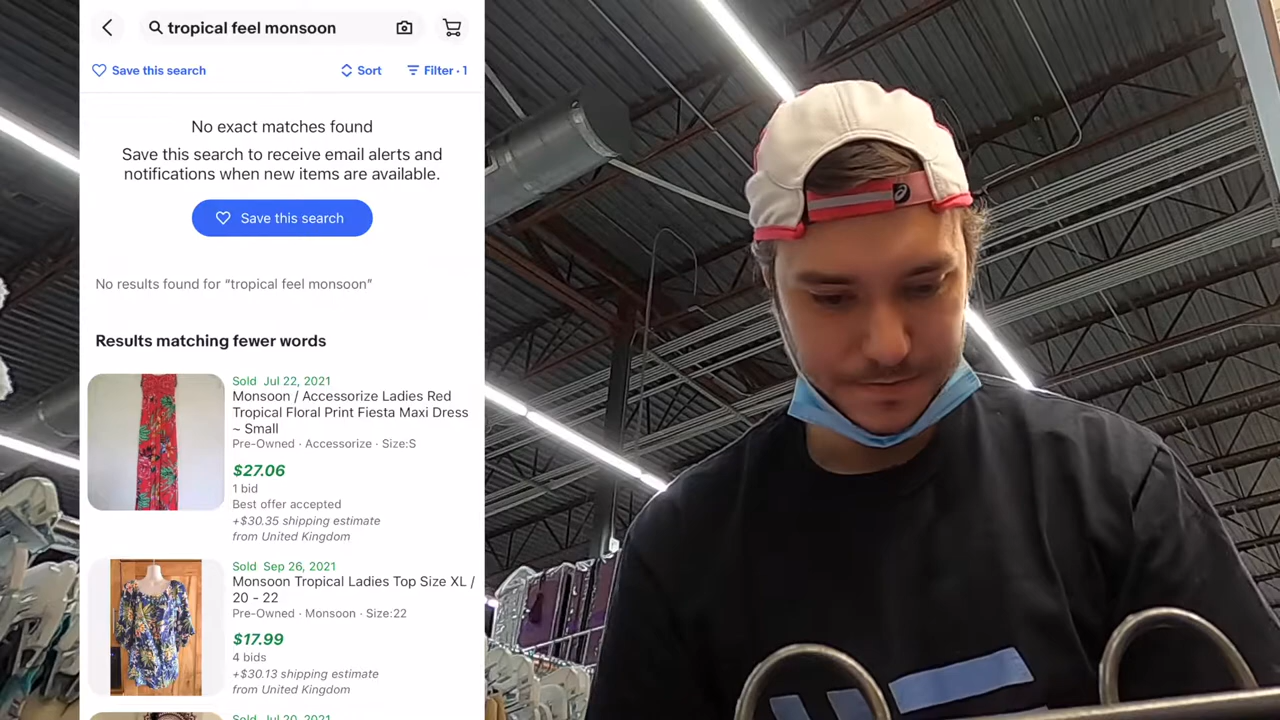 tropical feel monsoon
Save this search
Sort
Filter · 1
No exact matches found
Save this search to receive email alerts and
notifications when new items are available.
Save this search
No results found for “tropical feel monsoon”
Results matching fewer words
Sold Jul 22, 2021
Monsoon / Accessorize Ladies Red
Tropical Floral Print Fiesta Maxi Dress
~ Small
Pre-Owned · Accessorize · Size:S
$27.06
1 bid
Best offer accepted
+$30.35 shipping estimate
from United Kingdom
Sold Sep 26, 2021
Monsoon Tropical Ladies Top Size XL /
20 - 22
Pre-Owned · Monsoon · Size:22
$17.99
4 bids
+$30.13 shipping estimate
from United Kingdom
Sold Jul 20, 2021